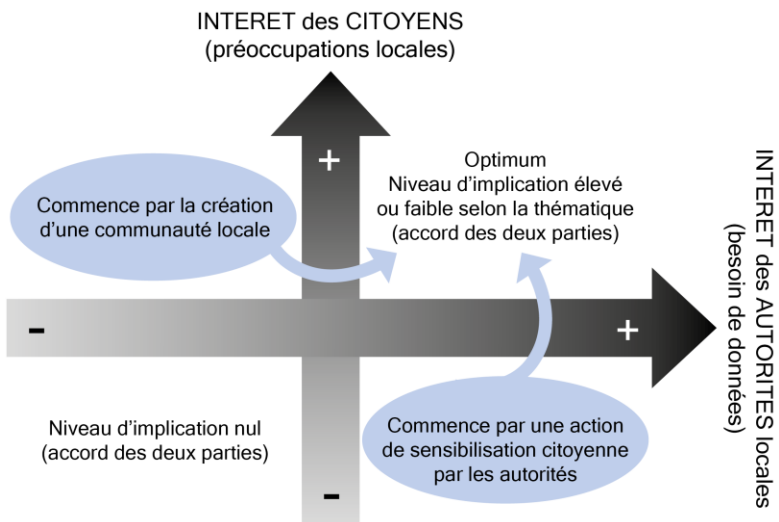 INTERET des CITOYENS
(préoccupations locales)
+
Optimum
Niveau d'implication élevé
ou faible selon la thématique
(accord des deux parties)
Commence par la création
d'une communauté locale
INTERET des AUTORITES locales
(besoin de données)
-
+
Niveau d'implication nul
(accord des deux parties)
Commence par une action
de sensibilisation citoyenne
par les autorités
-